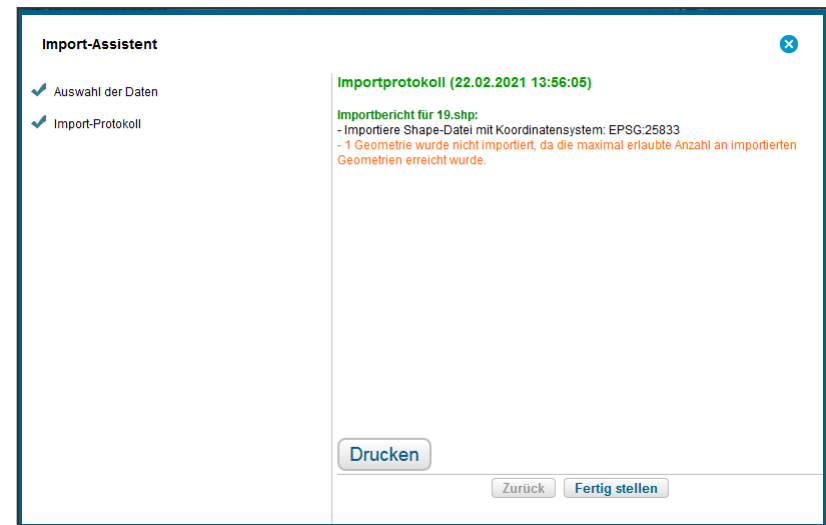 Import-Assistent
Auswahl der Daten
Import-Protokoll
Importprotokoll (22.02.2021 13:56:05)
Importbericht für 19.shp:
- Importiere Shape-Datei mit Koordinatensystem: EPSG:25833
- 1 Geometrie wurde nicht importiert, da die maximal erlaubte Anzahl an importierten
Geometrien erreicht wurde.
Drucken
Zurück Fertig stellen